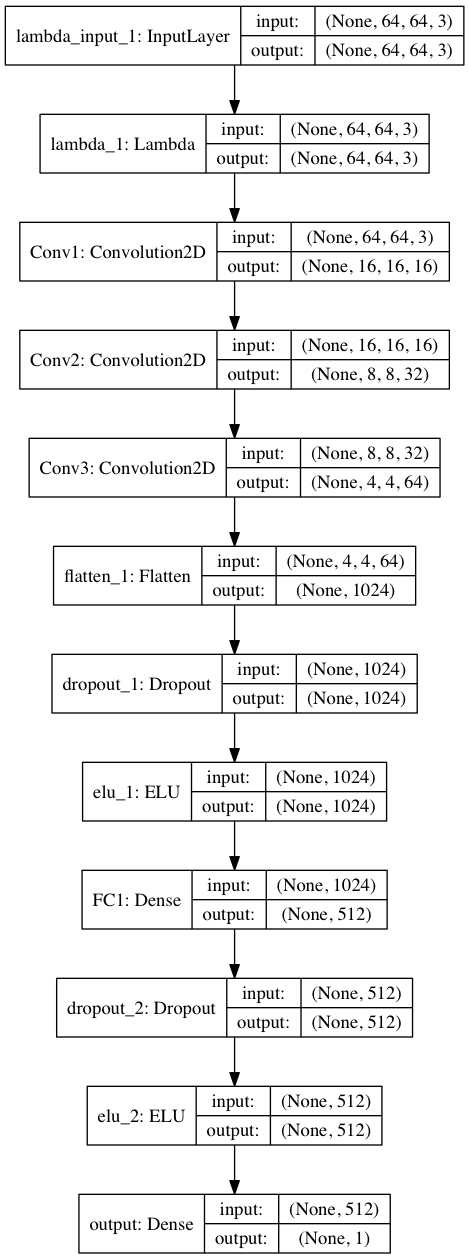 lambda_input_1: InputLayer input: (None, 64, 64, 3)
output: (None, 64, 64, 3)
lambda_1: Lambda input: (None, 64, 64, 3)
output: (None, 64, 64, 3)
Conv1: Convolution2D input: (None, 64, 64, 3)
output: (None, 16, 16, 16)
Conv2: Convolution2D input: (None, 16, 16, 16)
output: (None, 8, 8, 32)
Conv3: Convolution2D input: (None, 8, 8, 32)
output: (None, 4, 4, 64)
flatten_1: Flatten input: (None, 4, 4, 64)
output: (None, 1024)
dropout_1: Dropout input: (None, 1024)
output: (None, 1024)
elu_1: ELU input: (None, 1024)
output: (None, 1024)
FC1: Dense input: (None, 1024)
output: (None, 512)
dropout_2: Dropout input: (None, 512)
output: (None, 512)
elu_2: ELU input: (None, 512)
output: (None, 512)
output: Dense input: (None, 512)
output: (None, 1)